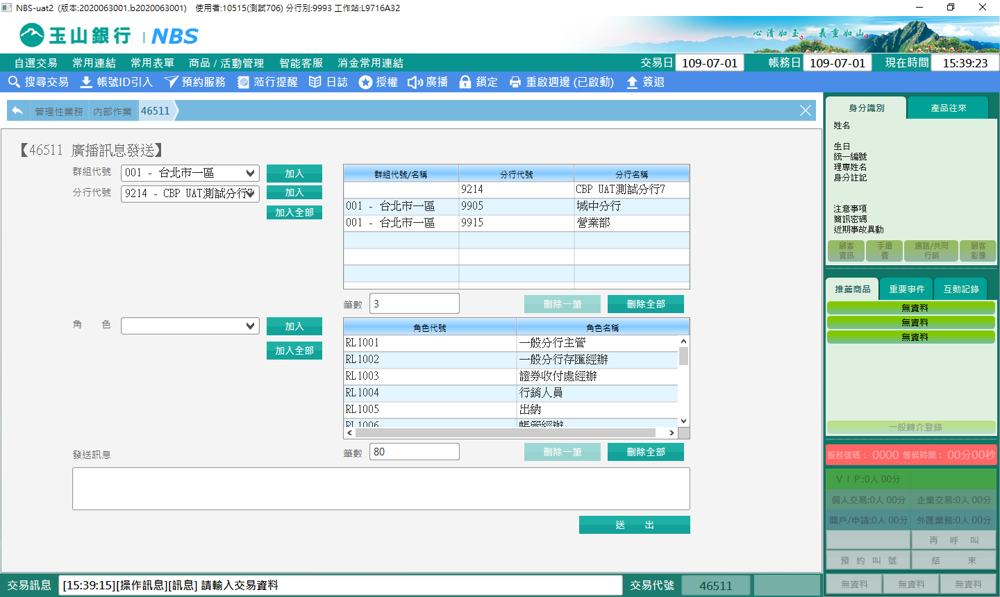 NBS-uat2 (版本:2020063001.b2020063001) 使用者:10515(測試706) 分行別:9993 工作站:L9716A32
玉山銀行 | NBS
心清如玉。 義重如山。
自選交易 常用連結 常用表單 商品 / 活動管理 智能客服 消金常用連結 交易日 109-07-01 帳務日 109-07-01 現在時間 15:39:23
搜尋交易 帳號ID引入 預約服務 蒞行提醒 日誌 授權 廣播 鎖定 重啟週邊 (已啟動) 簽退
管理性業務 內部作業 46511
【46511 廣播訊息發送】
群組代號 001 - 台北市一區 加入
分行代號 9214 - CBP UAT測試分行7 加入
加入全部
群組代號/名稱 分行代號 分行名稱
9214 CBP UAT測試分行7
001 - 台北市一區 9905 城中分行
001 - 台北市一區 9915 營業部
筆數 3 刪除一筆 刪除全部
角 色 加入
加入全部
角色代號 角色名稱
RL1001 一般分行主管
RL1002 一般分行存匯經辦
RL1003 證券收付處經辦
RL1004 行銷人員
RL1005 出納
RL1006 帳管經辦
筆數 80 刪除一筆 刪除全部
發送訊息
送 出
身分識別 產品往來
姓名
生日
統一編號
理專姓名
身分註記
注意事項
簡訊密碼
近期事故異動
顧客資訊 手續費 通路/共同行銷 顧客影像
推薦商品 重要事件 互動記錄
無資料
無資料
無資料
一般轉介登錄
服務號碼： 0000 等候時間： 00分00秒
ＶＩＰ:0人 00分
個人交易:0人 00分 企業交易:0人 00分
開戶/申請:0人 00分 外匯業務:0人 00分
再 呼 叫
預 約 叫 號 結 束
無資料 無資料 無資料
交易訊息 [15:39:15][操作訊息][訊息] 請輸入交易資料 交易代號 46511